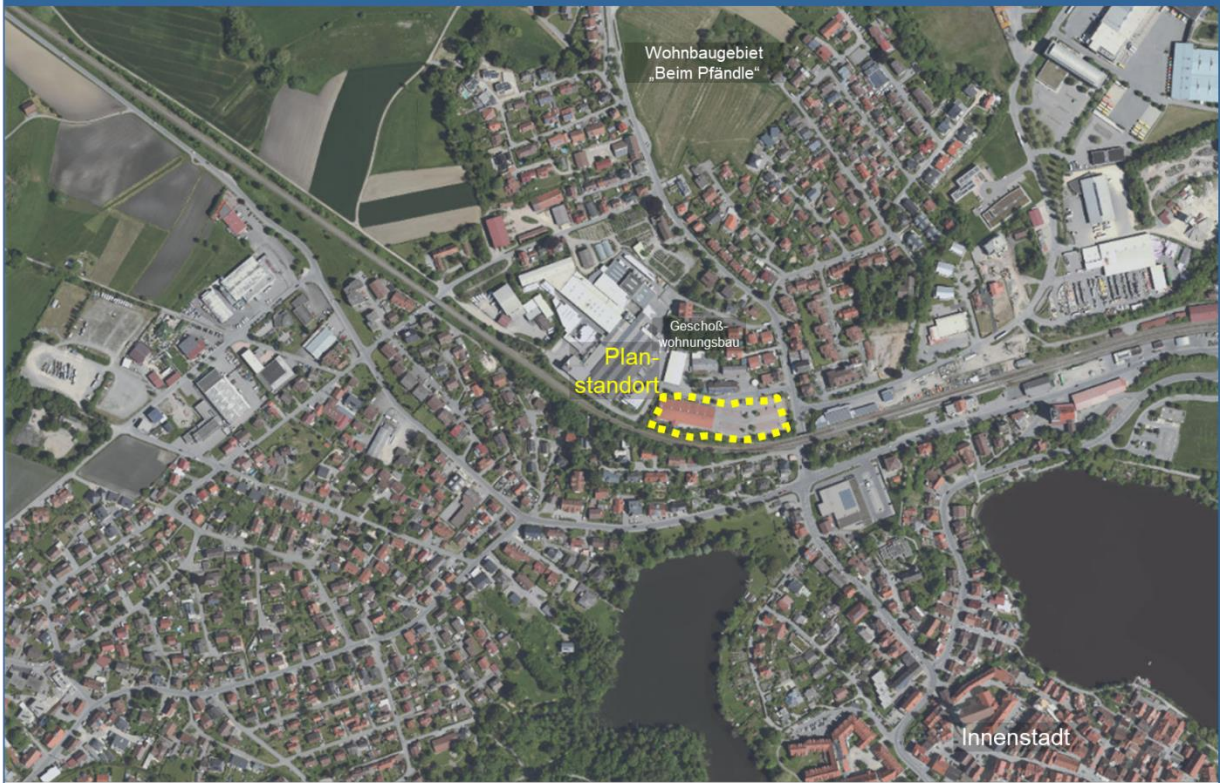 Wohnbaugebiet
„Beim Pfändle“
Geschoß-
wohnungsbau
Plan-
standort
Innenstadt